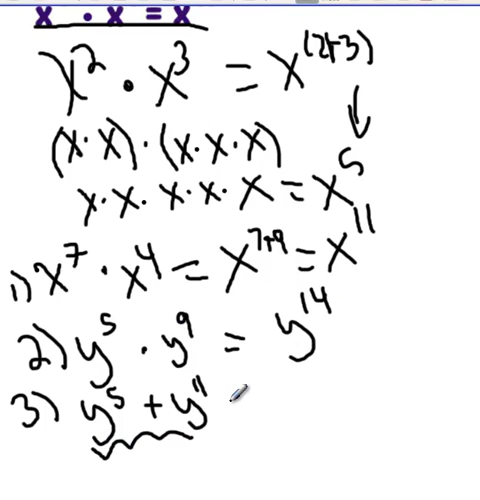 x · x = x
x² · x³ = x⁽²⁺³⁾
(x·x)·(x·x·x)
x·x·x·x·x = x⁵
1) x⁷ · x⁴ = x⁷⁺⁴ = x¹¹
2) y⁵ · y⁹ = y¹⁴
3) y⁵ + y¹¹